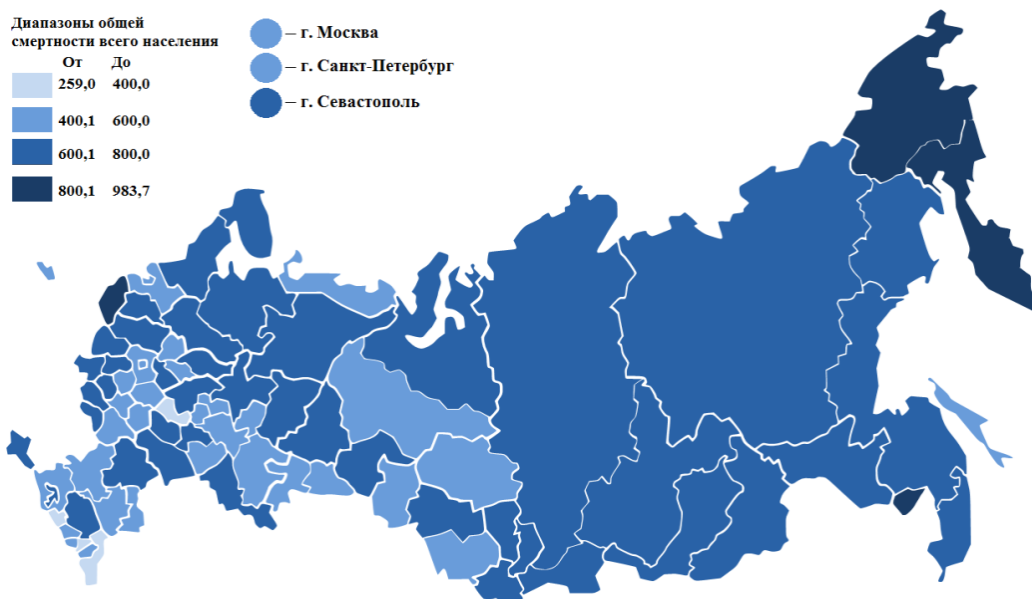 Диапазоны общей
смертности всего населения
От До
259,0 400,0
400,1 600,0
600,1 800,0
800,1 983,7
– г. Москва
– г. Санкт-Петербург
– г. Севастополь